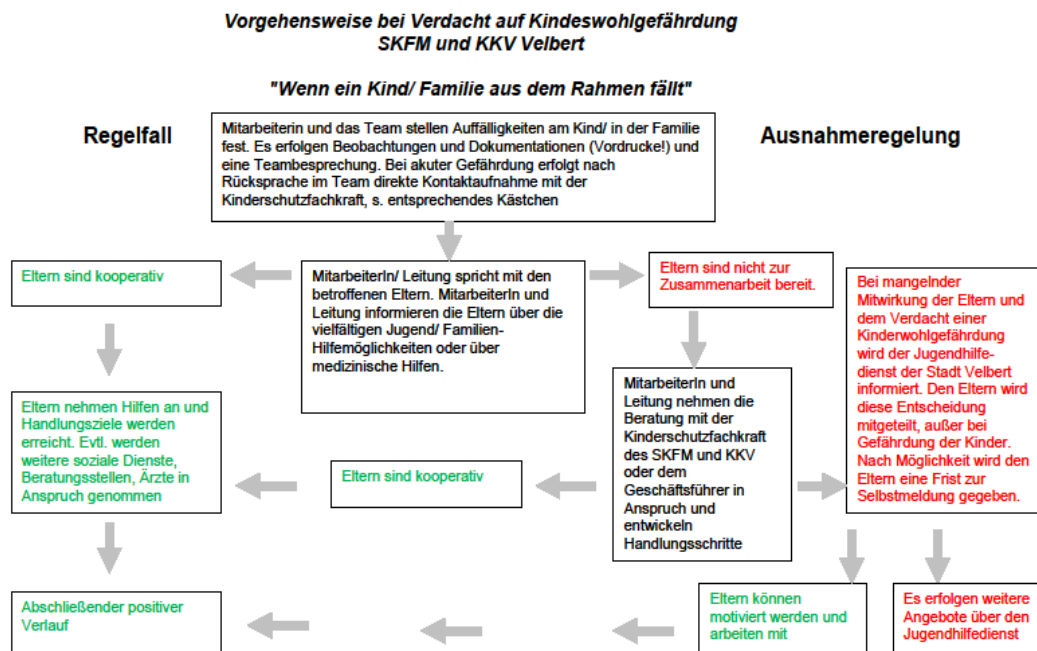 Vorgehensweise bei Verdacht auf Kindeswohlgefährdung
SKFM und KKV Velbert
"Wenn ein Kind/ Familie aus dem Rahmen fällt"
Regelfall
Mitarbeiterin und das Team stellen Auffälligkeiten am Kind/ in der Familie
fest. Es erfolgen Beobachtungen und Dokumentationen (Vordrucke!) und
eine Teambesprechung. Bei akuter Gefährdung erfolgt nach
Rücksprache im Team direkte Kontaktaufnahme mit der
Kinderschutzfachkraft, s. entsprechendes Kästchen
Ausnahmeregelung
Eltern sind kooperativ
MitarbeiterIn/ Leitung spricht mit den
betroffenen Eltern. MitarbeiterIn und
Leitung informieren die Eltern über die
vielfältigen Jugend/ Familien-
Hilfemöglichkeiten oder über
medizinische Hilfen.
Eltern sind nicht zur
Zusammenarbeit bereit.
Bei mangelnder
Mitwirkung der Eltern und
dem Verdacht einer
Kinderwohlgefährdung
wird der Jugendhilfe-
dienst der Stadt Velbert
informiert. Den Eltern wird
diese Entscheidung
mitgeteilt, außer bei
Gefährdung der Kinder.
Nach Möglichkeit wird den
Eltern eine Frist zur
Selbstmeldung gegeben.
Eltern nehmen Hilfen an und
Handlungsziele werden
erreicht. Evtl. werden
weitere soziale Dienste,
Beratungsstellen, Ärzte in
Anspruch genommen
Eltern sind kooperativ
MitarbeiterIn und
Leitung nehmen die
Beratung mit der
Kinderschutzfachkraft
des SKFM und KKV
oder dem
Geschäftsführer in
Anspruch und
entwickeln
Handlungsschritte
Abschließender positiver
Verlauf
Eltern können
motiviert werden und
arbeiten mit
Es erfolgen weitere
Angebote über den
Jugendhilfedienst